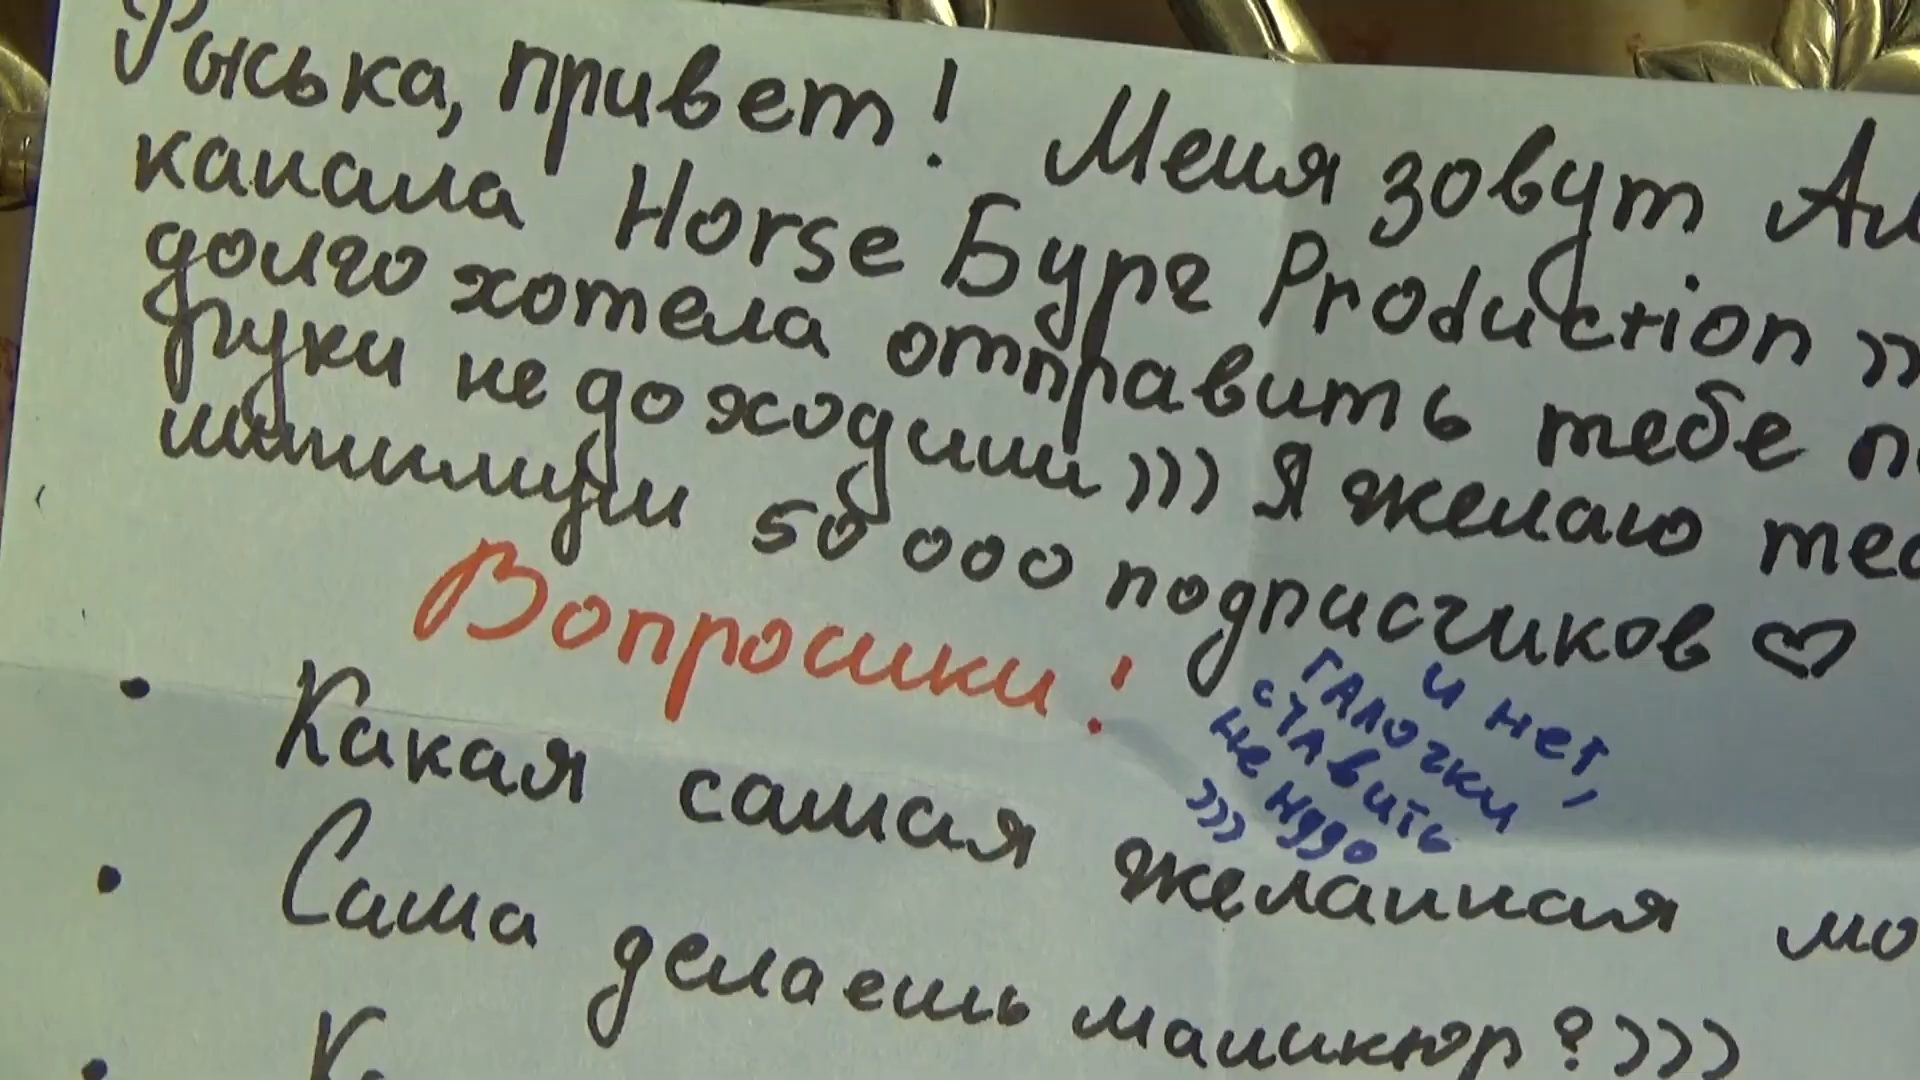 Рыська, привет! Меня зовут
канала Horse Бург Production »
долго хотела отправить тебе
руки не доходили))) Я желаю
минимум 50 000 подписчиков ♡
Вопросики!
и нет,
галочки
ставить
не надо
)))
• Какая самая желанная
• Сама делаешь маникюр?)))